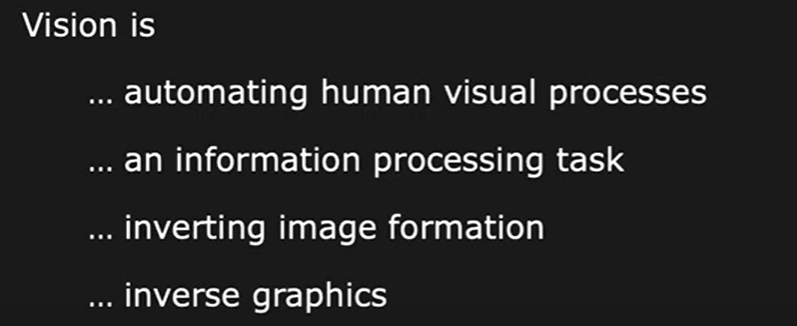 Vision is
... automating human visual processes
... an information processing task
... inverting image formation
... inverse graphics